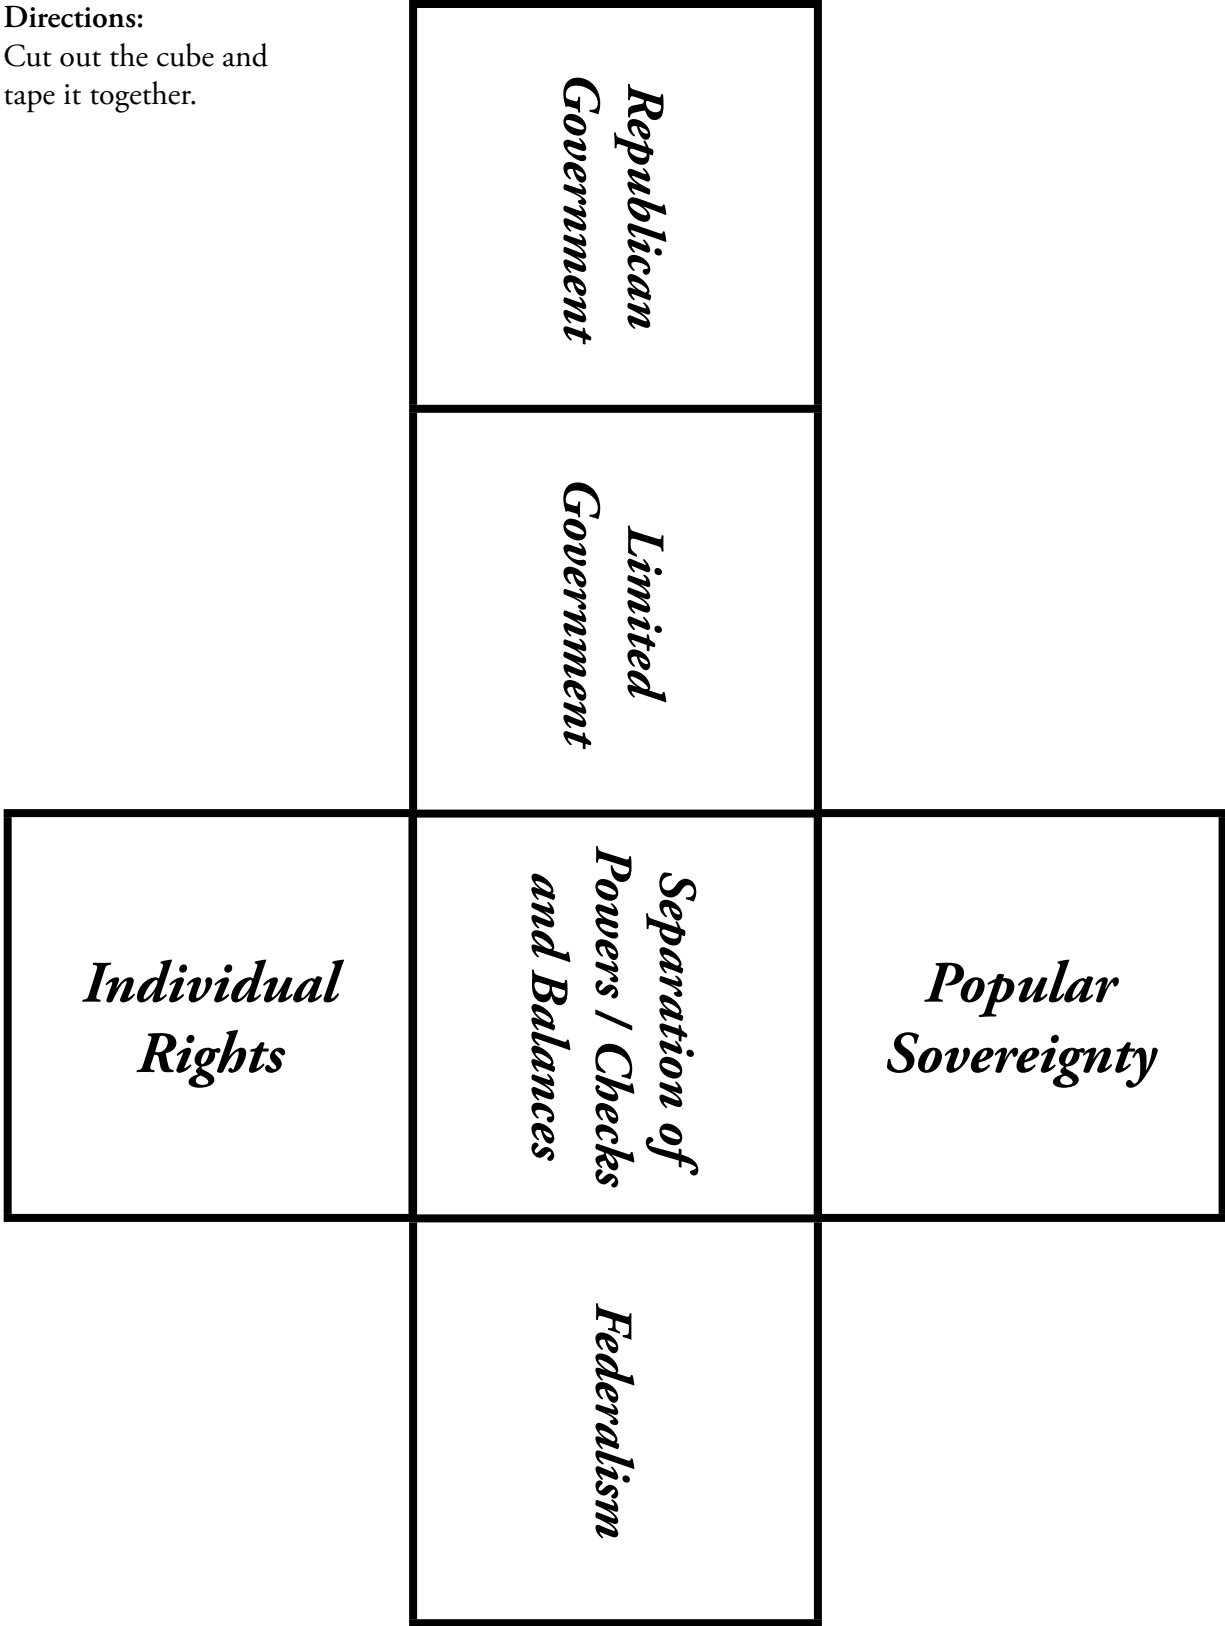 Directions:
Cut out the cube and
tape it together.
Republican
Government
Limited
Government
Individual
Rights
Separation of
Powers / Checks
and Balances
Popular
Sovereignty
Federalism